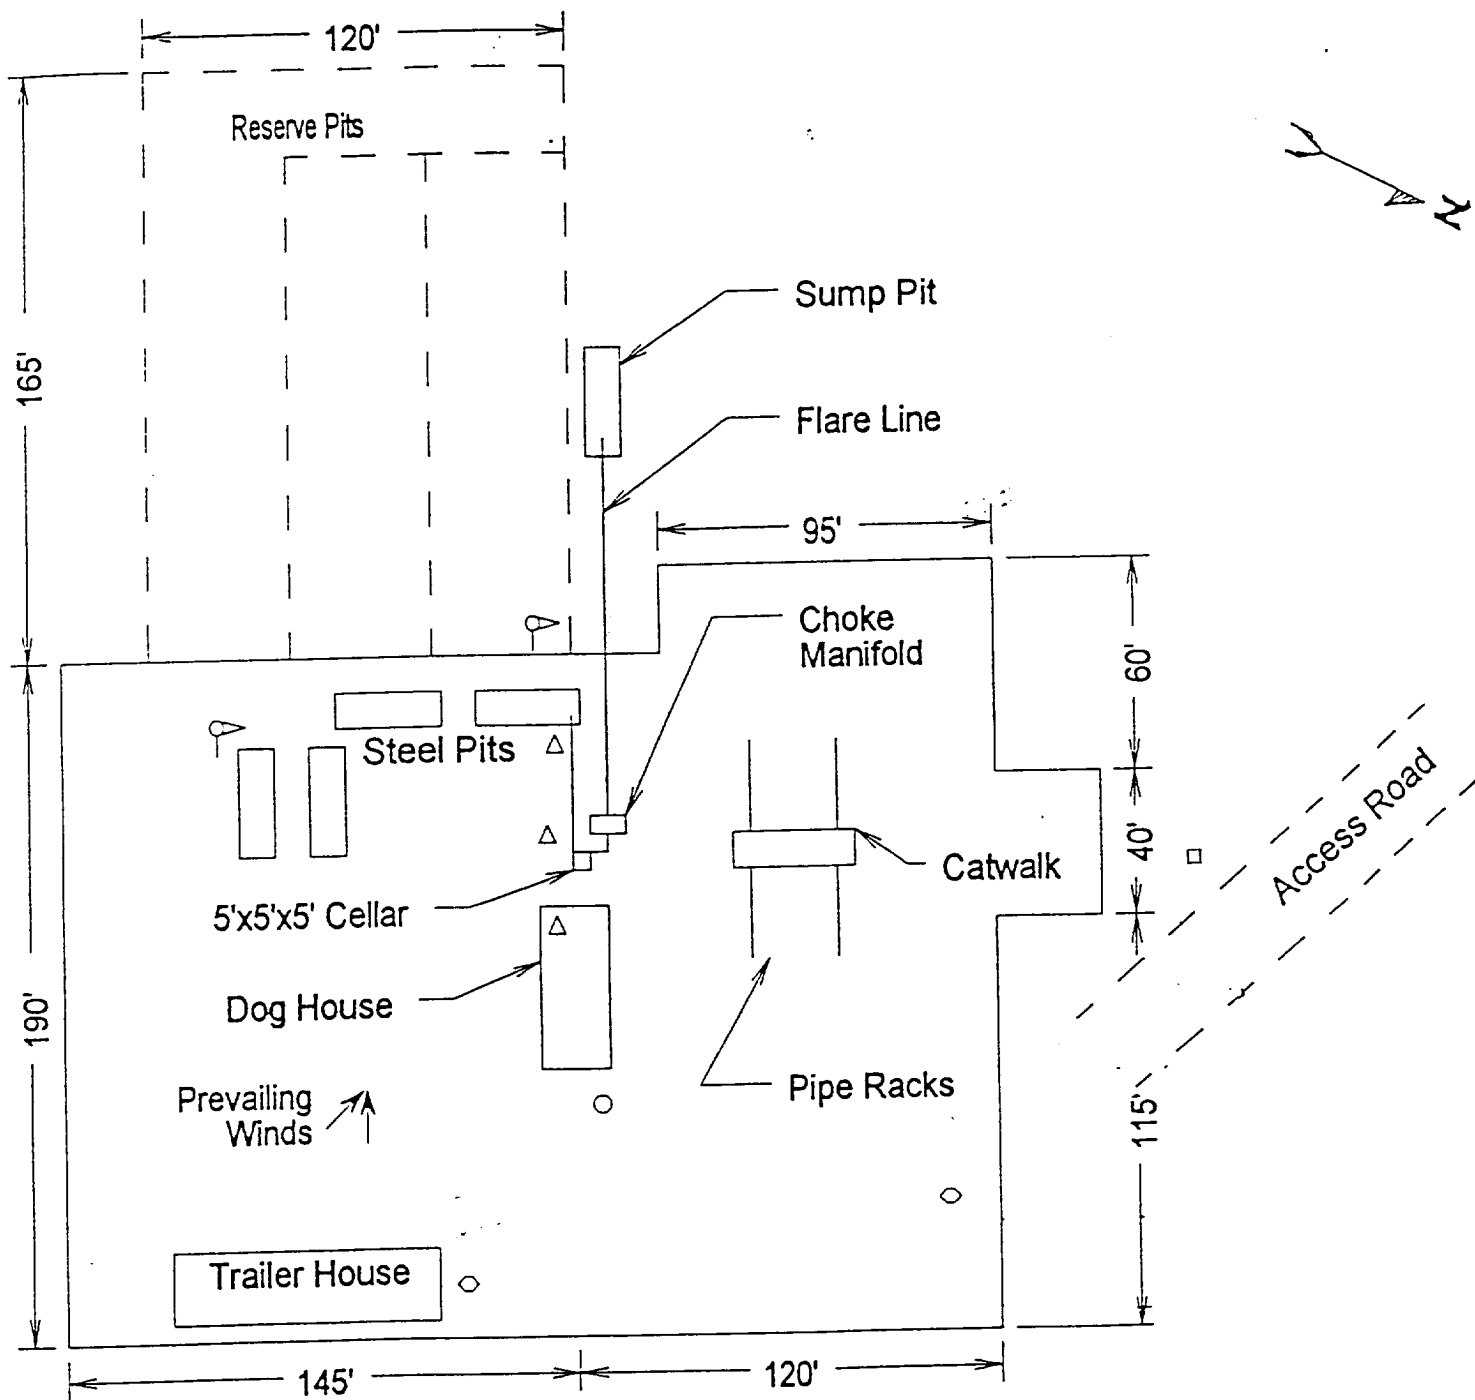 120'
Reserve Pits
N
165'
Sump Pit
Flare Line
95'
Choke
Manifold
60'
Steel Pits
Access Road
40'
Catwalk
5'x5'x5' Cellar
190'
Dog House
Prevailing
Winds
Pipe Racks
115'
Trailer House
145'
120'